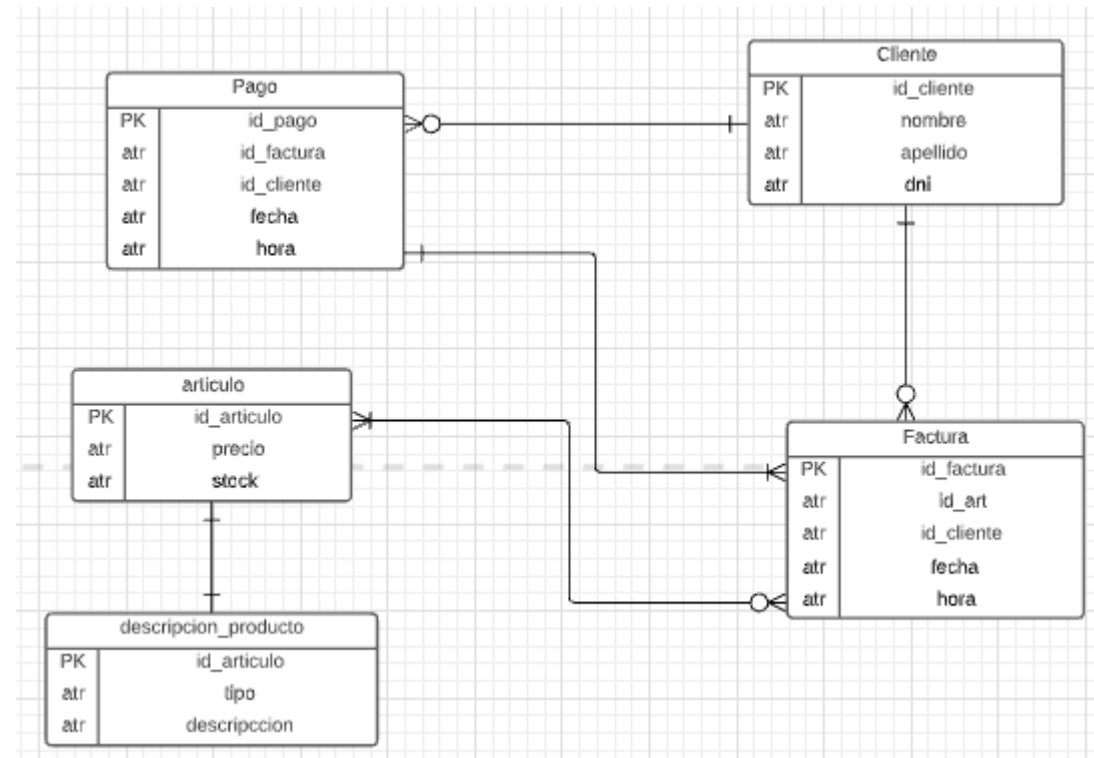 Pago
PK id_pago
atr id_factura
atr id_cliente
atr fecha
atr hora
Cliente
PK id_cliente
atr nombre
atr apellido
atr dni
articulo
PK id_articulo
atr precio
atr stock
Factura
PK id_factura
atr id_art
atr id_cliente
atr fecha
atr hora
descripcion_producto
PK id_articulo
atr tipo
atr descripccion